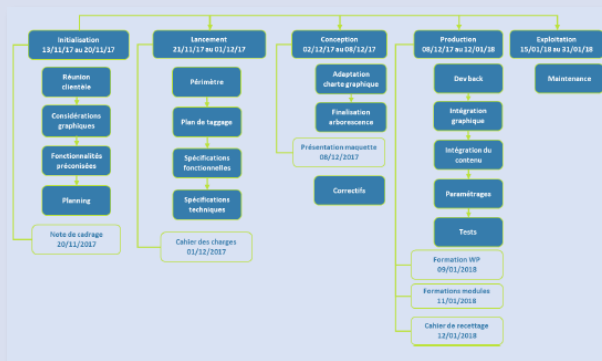 Initialisation
13/11/17 au 20/11/17
Réunion
clientèle
Considérations
graphiques
Fonctionnalités
préconisées
Planning
Note de cadrage
20/11/2017
Lancement
21/11/17 au 01/12/17
Périmètre
Plan de taggage
Spécifications
fonctionnelles
Spécifications
techniques
Cahier des charges
01/12/2017
Conception
02/12/17 au 08/12/17
Adaptation
charte graphique
Finalisation
arborescence
Présentation maquette
08/12/2017
Correctifs
Production
08/12/17 au 12/01/18
Dev back
Intégration
graphique
Intégration du
contenu
Paramétrages
Tests
Formation WP
09/01/2018
Formations modules
11/01/2018
Cahier de recettage
12/01/2018
Exploitation
15/01/18 au 31/01/18
Maintenance